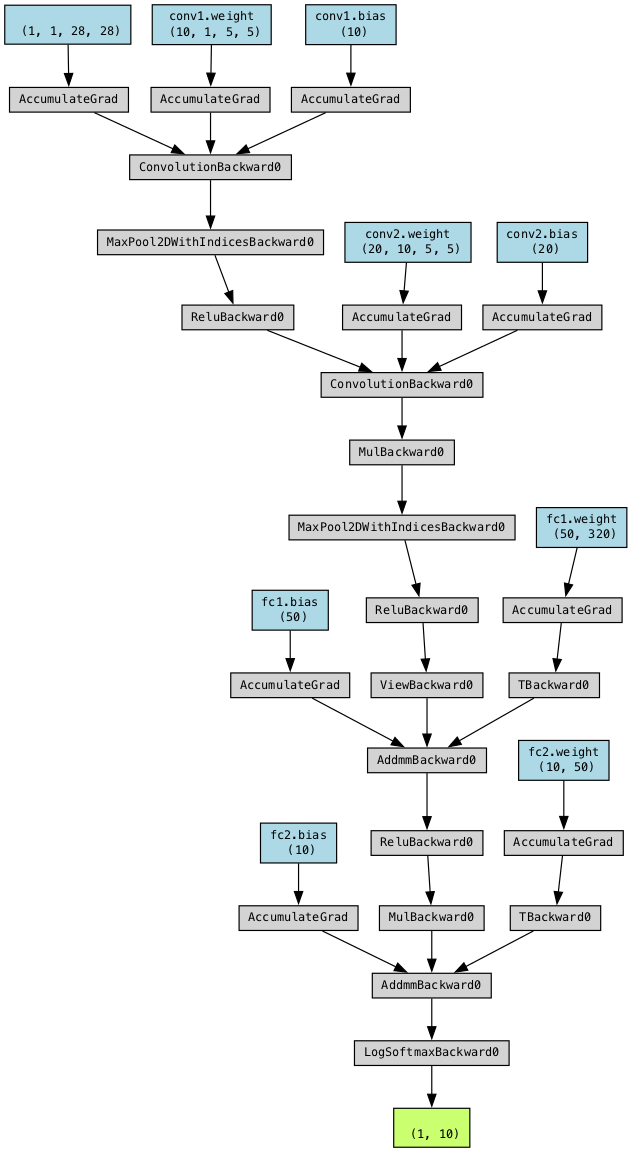 (1, 1, 28, 28)
conv1.weight
(10, 1, 5, 5)
conv1.bias
(10)
AccumulateGrad
AccumulateGrad
AccumulateGrad
ConvolutionBackward0
MaxPool2DWithIndicesBackward0
conv2.weight
(20, 10, 5, 5)
conv2.bias
(20)
ReluBackward0
AccumulateGrad
AccumulateGrad
ConvolutionBackward0
MulBackward0
MaxPool2DWithIndicesBackward0
fc1.weight
(50, 320)
fc1.bias
(50)
ReluBackward0
AccumulateGrad
AccumulateGrad
ViewBackward0
TBackward0
AddmmBackward0
fc2.weight
(10, 50)
fc2.bias
(10)
ReluBackward0
AccumulateGrad
AccumulateGrad
MulBackward0
TBackward0
AddmmBackward0
LogSoftmaxBackward0
(1, 10)